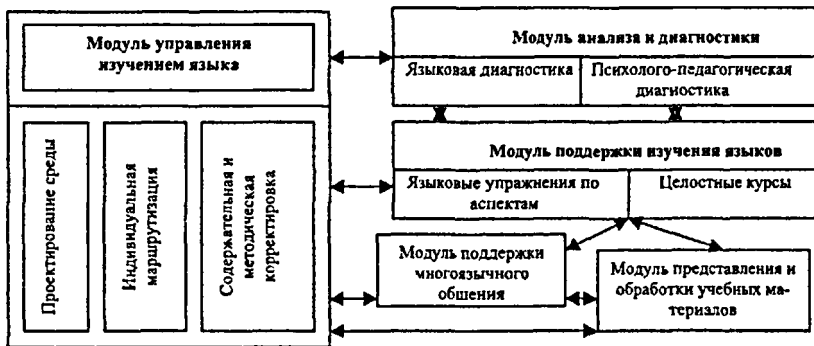 Модуль управления
изучением языка
Проектирование среды
Индивидуальная
маршрутизация
Содержательная и
методическая
корректировка
Модуль анализа и диагностики
Языковая диагностика
Психолого-педагогическая
диагностика
Модуль поддержки изучения языков
Языковые упражнения по
аспектам
Целостные курсы
Модуль поддержки
многоязычного
общения
Модуль представления и
обработки учебных ма-
териалов